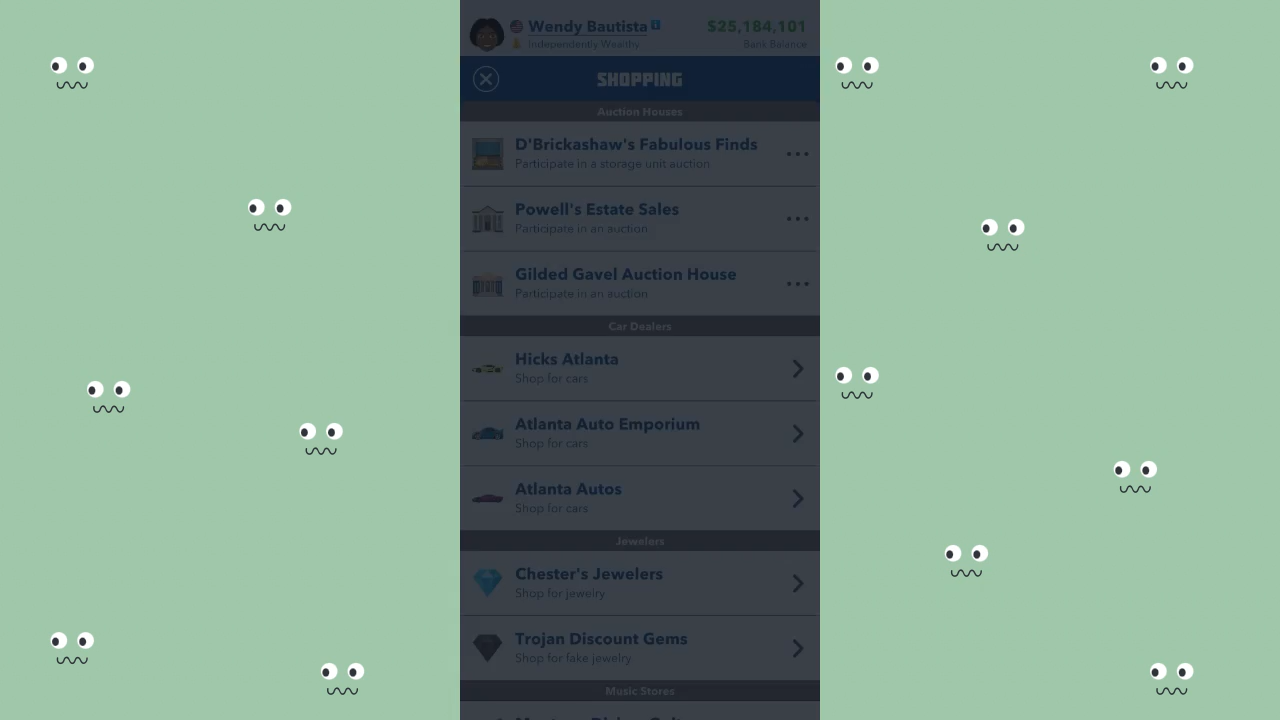 Wendy Bautista
$25,184,101
Independently Wealthy
Bank Balance
SHOPPING
Auction Houses
D'Brickashaw's Fabulous Finds
Participate in a storage unit auction
Powell's Estate Sales
Participate in an auction
Gilded Gavel Auction House
Participate in an auction
Car Dealers
Hicks Atlanta
Shop for cars
Atlanta Auto Emporium
Shop for cars
Atlanta Autos
Shop for cars
Jewelers
Chester's Jewelers
Shop for jewelry
Trojan Discount Gems
Shop for fake jewelry
Music Stores